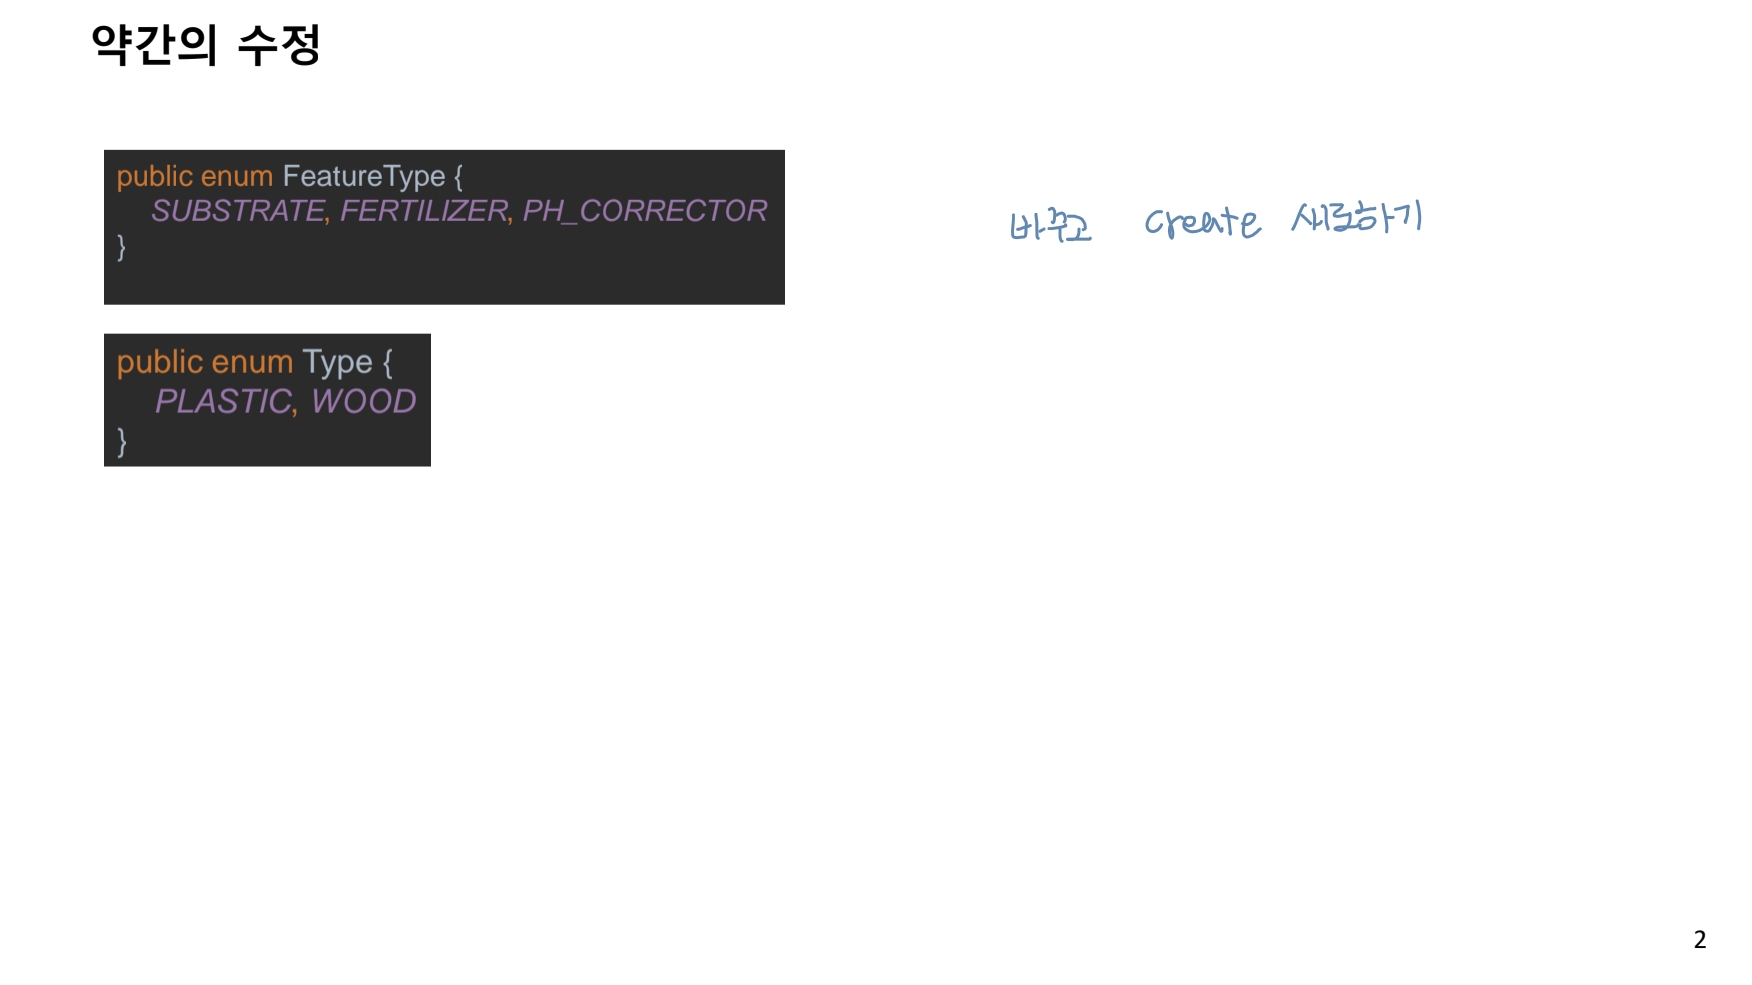 약간의 수정
public enum FeatureType {
SUBSTRATE, FERTILIZER, PH_CORRECTOR
}
바꾸고 create 새로하기
public enum Type {
PLASTIC, WOOD
}
2